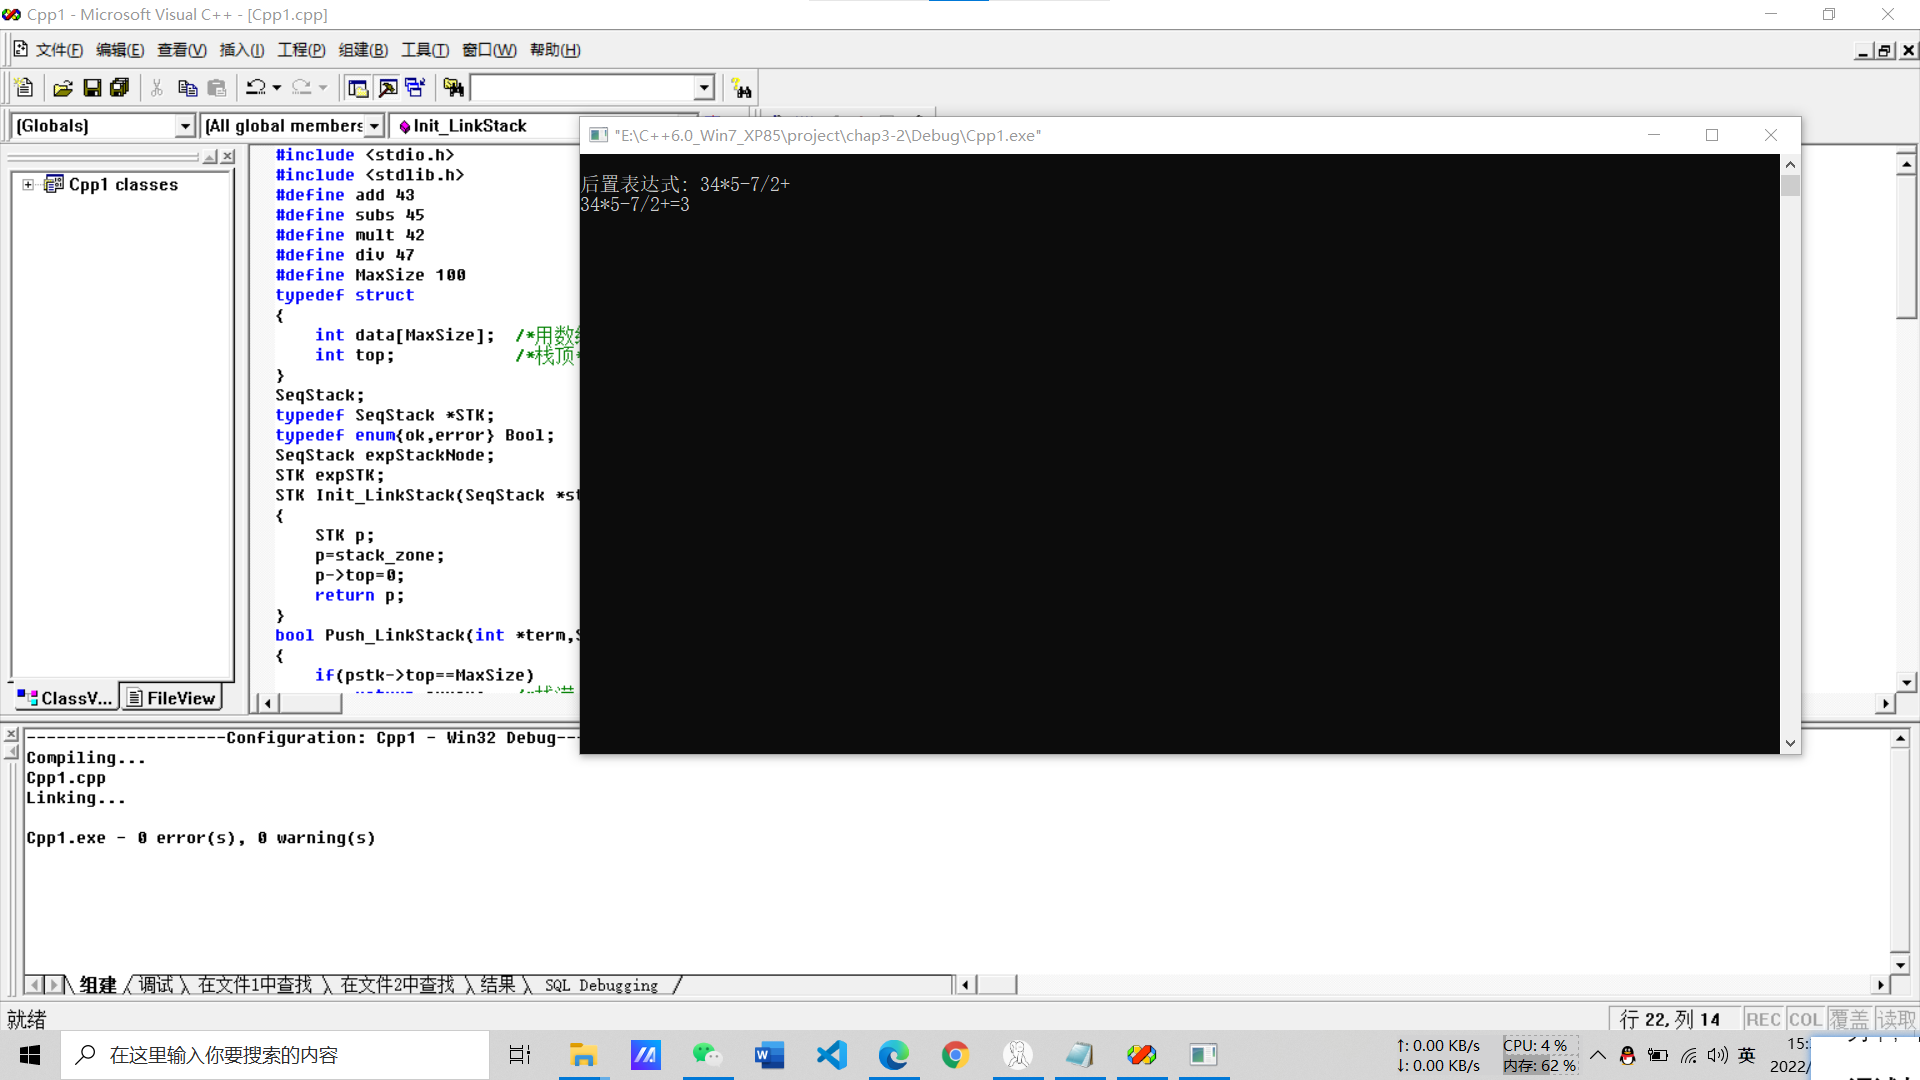 Cpp1 - Microsoft Visual C++ - [Cpp1.cpp]
文件(F) 编辑(E) 查看(V) 插入(I) 工程(P) 组建(B) 工具(T) 窗口(W) 帮助(H)
(Globals) (All global members Init_LinkStack
"E:\C++6.0_Win7_XP85\project\chap3-2\Debug\Cpp1.exe"
后置表达式: 34*5-7/2+
34*5-7/2+=3
Cpp1 classes
ClassV... FileView
#include <stdio.h>
#include <stdlib.h>
#define add 43
#define subs 45
#define mult 42
#define div 47
#define MaxSize 100
typedef struct
{
int data[MaxSize]; /*用数
int top; /*栈顶*
}
SeqStack;
typedef SeqStack *STK;
typedef enum{ok,error} Bool;
SeqStack expStackNode;
STK expSTK;
STK Init_LinkStack(SeqStack *st
{
STK p;
p=stack_zone;
p->top=0;
return p;
}
bool Push_LinkStack(int *term,S
{
if(pstk->top==MaxSize)
--------------------Configuration: Cpp1 - Win32 Debug--
Compiling...
Cpp1.cpp
Linking...
Cpp1.exe - 0 error(s), 0 warning(s)
组建 调试 在文件1中查找 在文件2中查找 结果 SQL Debugging
就绪
行 22, 列 14 REC COL 覆盖 读取
在这里输入你要搜索的内容
↑: 0.00 KB/s
↓: 0.00 KB/s
CPU: 4 %
内存: 62 %
英
15:
2022/